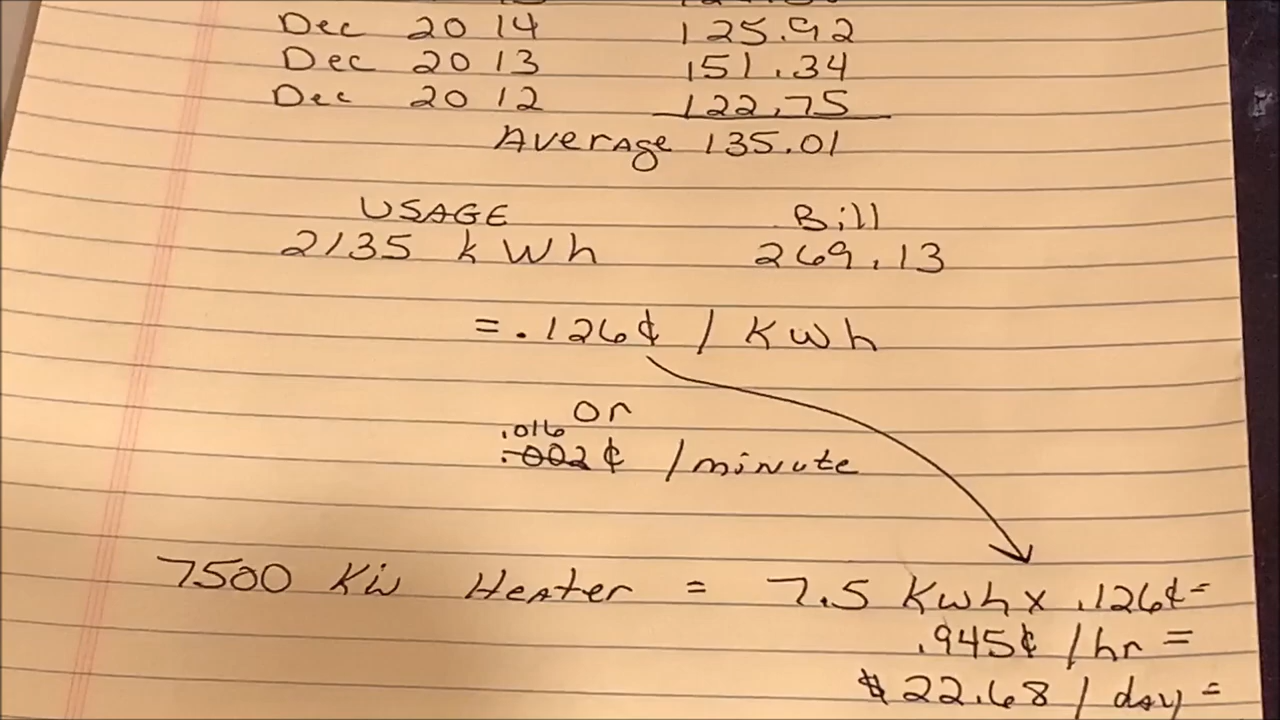 Dec 2014 125.92
Dec 2013 151.34
Dec 2012 122.75
Average 135.01
USAGE Bill
2135 kWh 269.13
= .126¢ / Kwh
or
.016
.002¢ /minute
7500 Kw Heater = 7.5 Kwh x .126¢=
.945¢ /hr =
$22.68 / day =